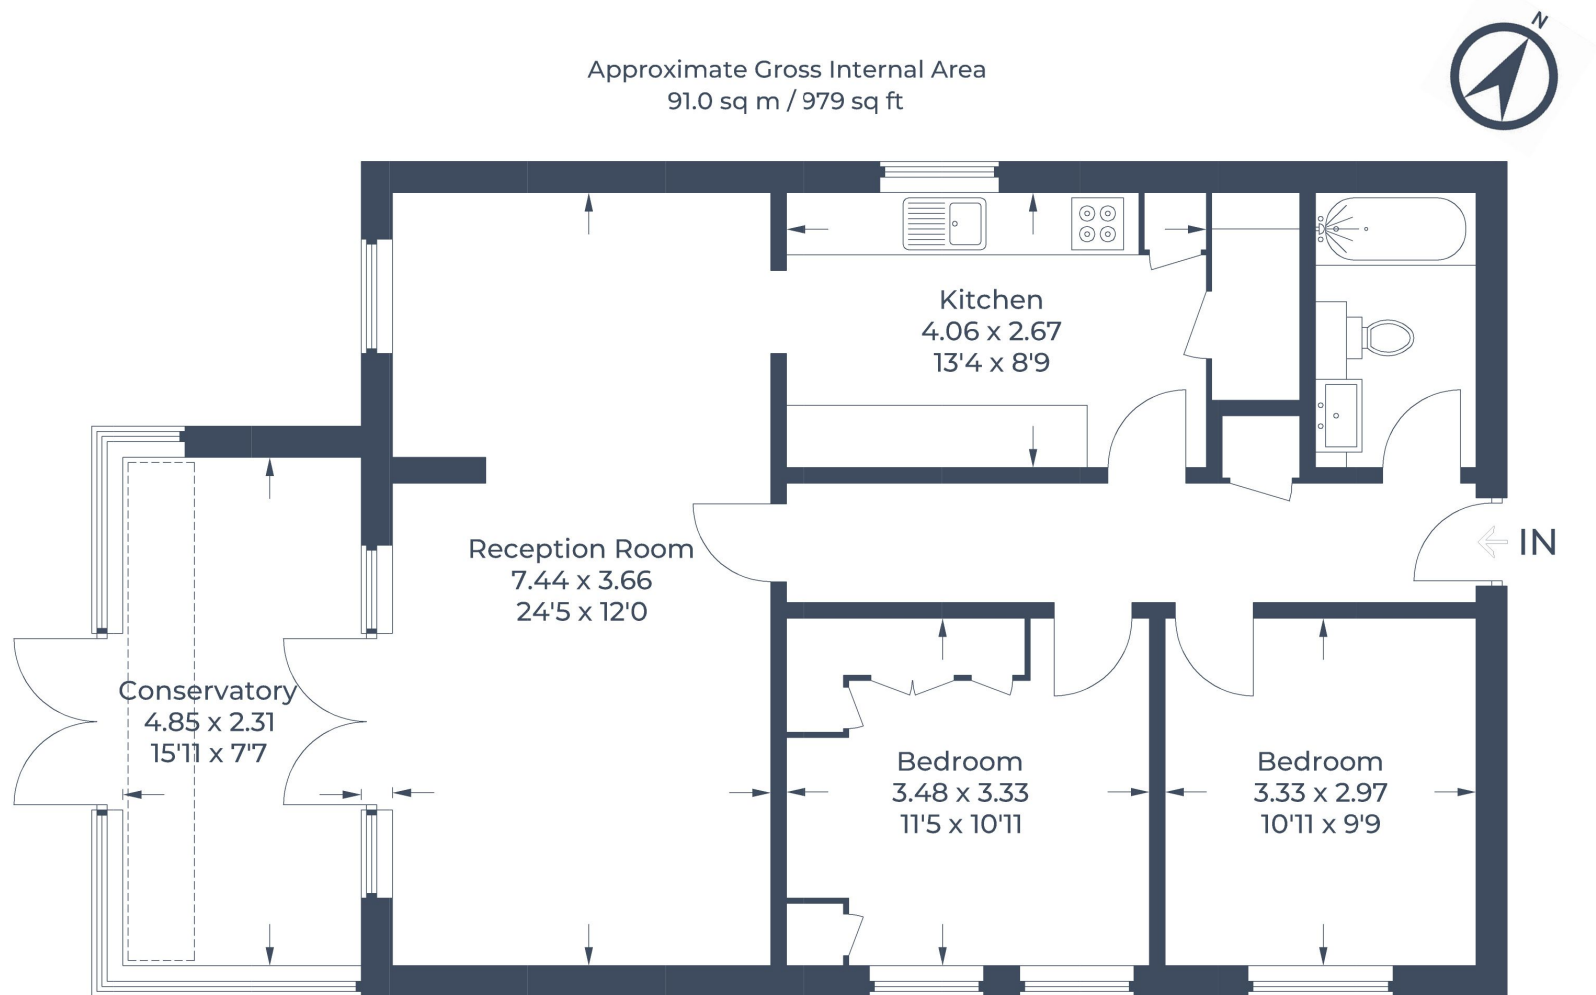 N
Approximate Gross Internal Area
91.0 sq m / 979 sq ft
Kitchen
4.06 x 2.67
13'4 x 8'9
IN
Reception Room
7.44 x 3.66
24'5 x 12'0
Conservatory
4.85 x 2.31
15'11 x 7'7
Bedroom
3.48 x 3.33
11'5 x 10'11
Bedroom
3.33 x 2.97
10'11 x 9'9